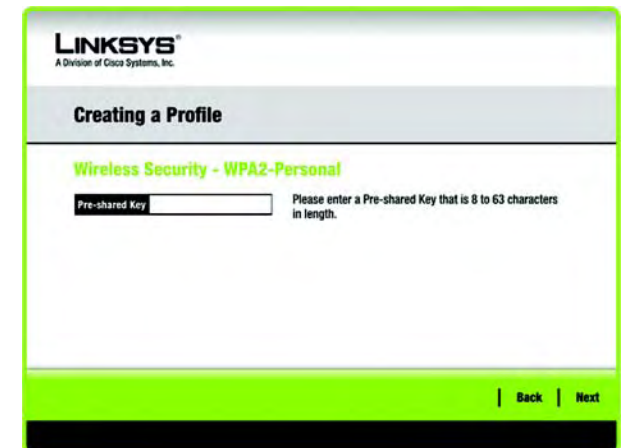 LINKSYS®
A Division of Cisco Systems, Inc.
Creating a Profile
Wireless Security - WPA2-Personal
Pre-shared Key
Please enter a Pre-shared Key that is 8 to 63 characters
in length.
Back
Next